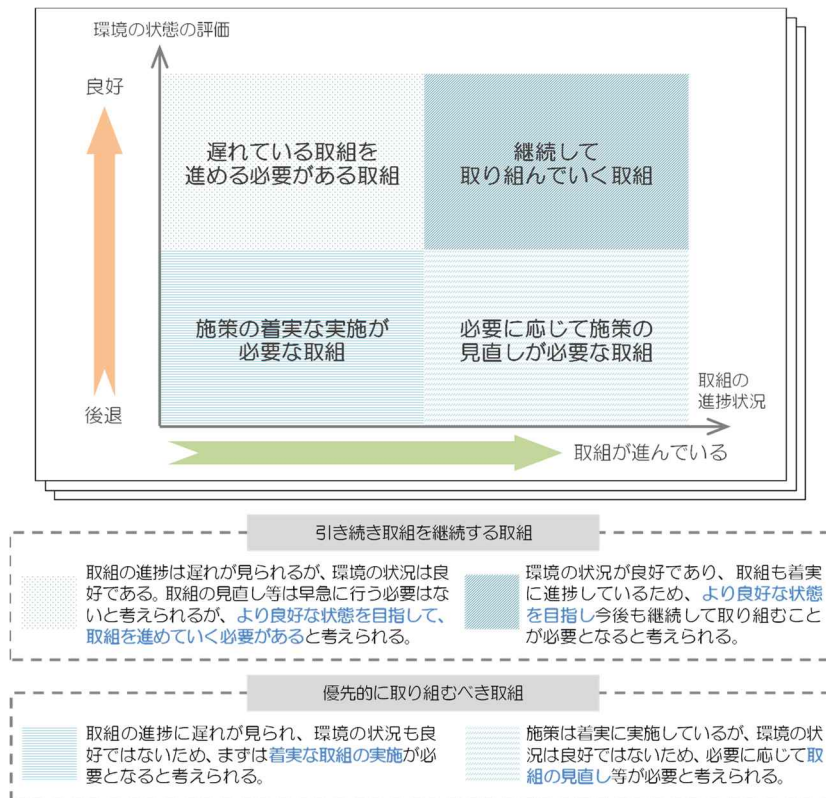 環境の状態の評価
良好
遅れている取組を
進める必要がある取組
継続して
取り組んでいく取組
施策の着実な実施が
必要な取組
必要に応じて施策の
見直しが必要な取組
後退
取組の
進捗状況
取組が進んでいる
引き続き取組を継続する取組
取組の進捗は遅れが見られるが、環境の状況は良
好である。取組の見直し等は早急に行う必要はな
いと考えられるが、より良好な状態を目指して、
取組を進めていく必要があると考えられる。
環境の状況が良好であり、取組も着実
に進捗しているため、より良好な状態
を目指し今後も継続して取り組むこと
が必要となると考えられる。
優先的に取り組むべき取組
取組の進捗に遅れが見られ、環境の状況も良
好ではないため、まずは着実な取組の実施が必
要となると考えられる。
施策は着実に実施しているが、環境の状
況は良好ではないため、必要に応じて取
組の見直し等が必要と考えられる。